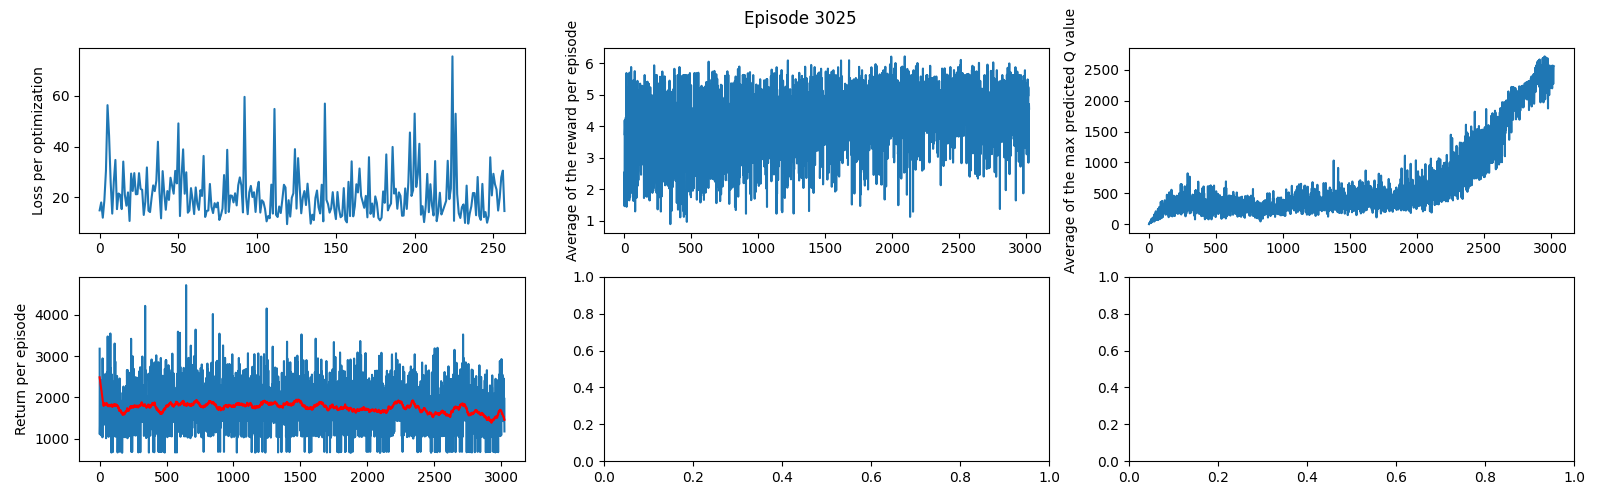 Episode 3025
Loss per optimization
60
40
20
0 50 100 150 200 250
Average of the reward per episode
6
5
4
3
2
1
0 500 1000 1500 2000 2500 3000
Average of the max predicted Q value
2500
2000
1500
1000
500
0
0 500 1000 1500 2000 2500 3000
Return per episode
4000
3000
2000
1000
0 500 1000 1500 2000 2500 3000
1.0
0.8
0.6
0.4
0.2
0.0
0.0 0.2 0.4 0.6 0.8 1.0
1.0
0.8
0.6
0.4
0.2
0.0
0.0 0.2 0.4 0.6 0.8 1.0